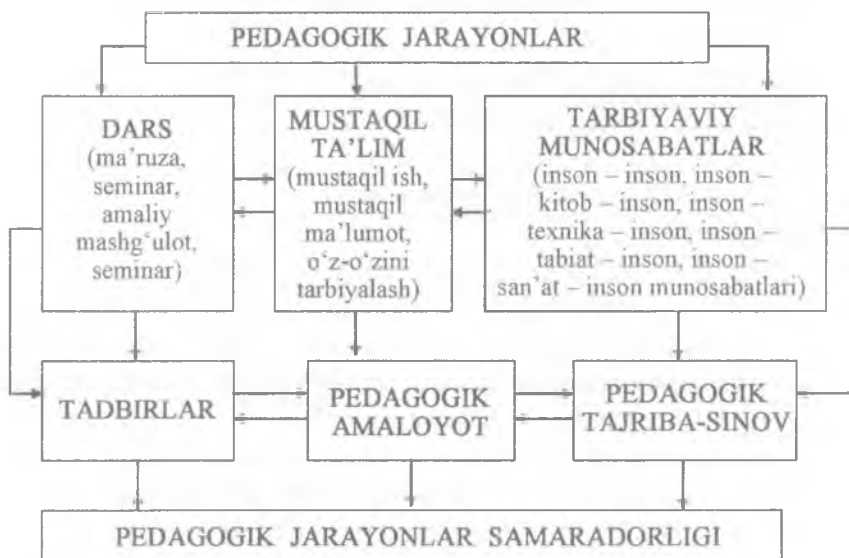 PEDAGOGIK JARAYONLAR
DARS
(ma’ruza,
seminar,
amaliy
mashg‘ulot,
seminar)
MUSTAQIL
TA’LIM
(mustaqil ish,
mustaqil
ma’lumot,
o‘z-o‘zini
tarbiyalash)
TARBIYAVIY
MUNOSABATLAR
(inson – inson, inson –
kitob – inson, inson –
texnika – inson, inson –
tabiat – inson, inson –
san’at – inson munosabatlari)
TADBIRLAR
PEDAGOGIK
AMALOYOT
PEDAGOGIK
TAJRIBA-SINOV
PEDAGOGIK JARAYONLAR SAMARADORLIGI